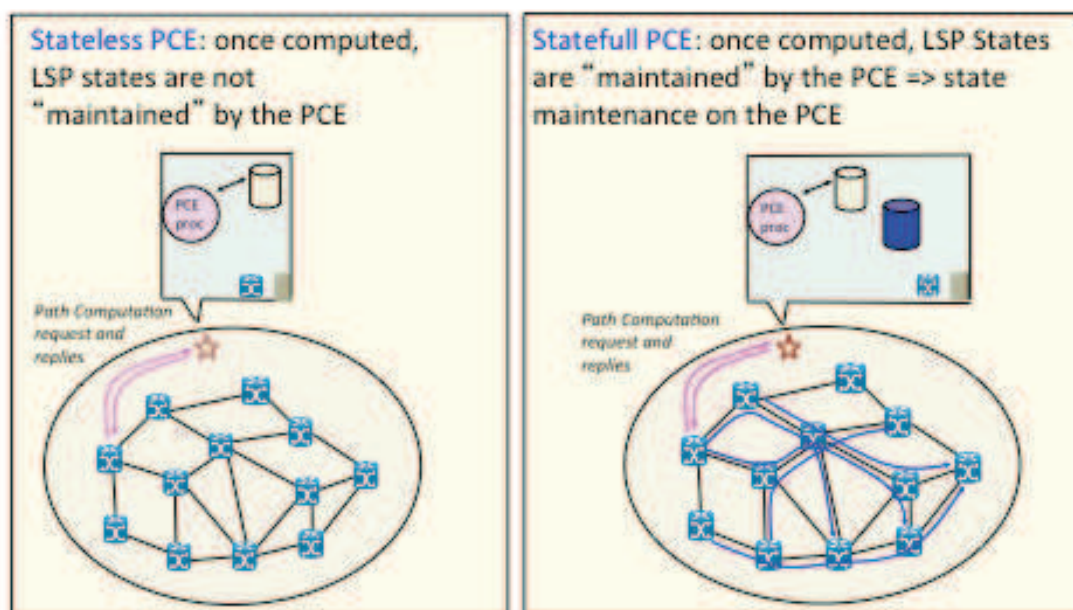 Stateless PCE: once computed,
LSP states are not
“maintained” by the PCE
PCE
proc
Path Computation
request and
replies
Statefull PCE: once computed, LSP States
are “maintained” by the PCE => state
maintenance on the PCE
PCE
proc
Path Computation
request and
replies